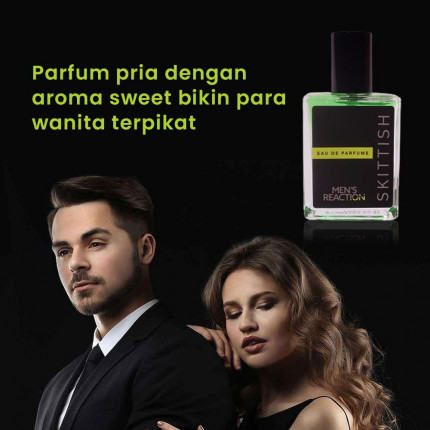 Parfum pria dengan
aroma sweet bikin para
wanita terpikat
EAU DE PARFUME
SKITTISH
MEN'S
REACTION